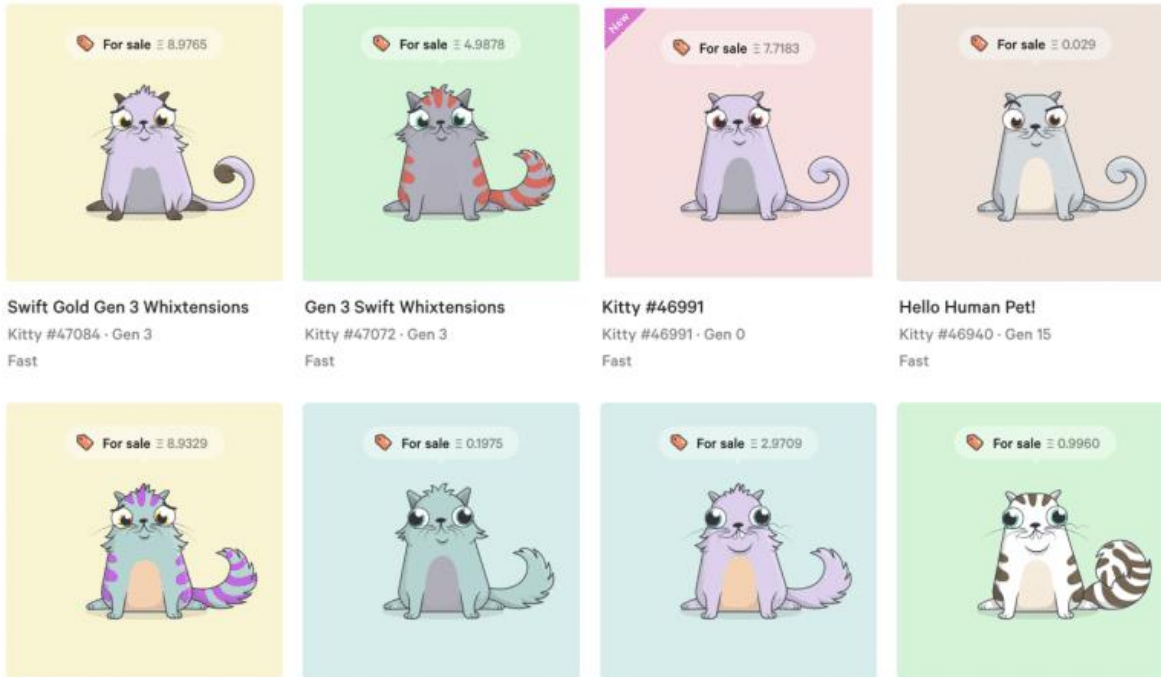 For sale Ξ 8.9765
For sale Ξ 4.9878
New
For sale Ξ 7.7183
For sale Ξ 0.029
Swift Gold Gen 3 Whixtensions
Kitty #47084 · Gen 3
Fast
Gen 3 Swift Whixtensions
Kitty #47072 · Gen 3
Fast
Kitty #46991
Kitty #46991 · Gen 0
Fast
Hello Human Pet!
Kitty #46940 · Gen 15
Fast
For sale Ξ 8.9329
For sale Ξ 0.1975
For sale Ξ 2.9709
For sale Ξ 0.9960